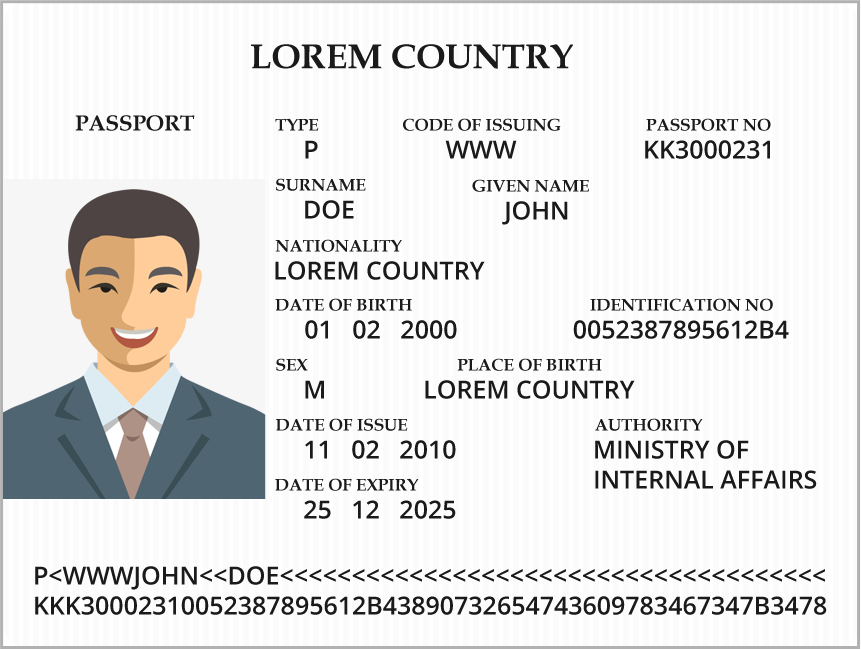 LOREM COUNTRY
PASSPORT
TYPE CODE OF ISSUING PASSPORT NO
P WWW KK3000231
SURNAME GIVEN NAME
DOE JOHN
NATIONALITY
LOREM COUNTRY
DATE OF BIRTH IDENTIFICATION NO
01 02 2000 0052387895612B4
SEX PLACE OF BIRTH
M LOREM COUNTRY
DATE OF ISSUE AUTHORITY
11 02 2010 MINISTRY OF
INTERNAL AFFAIRS
DATE OF EXPIRY
25 12 2025
P<WWWJOHN<<DOE<<<<<<<<<<<<<<<<<<<<<<<<<<<<<<<<<<<<<<
KKK30002310052387895612B438907326547436097834673​47B3478